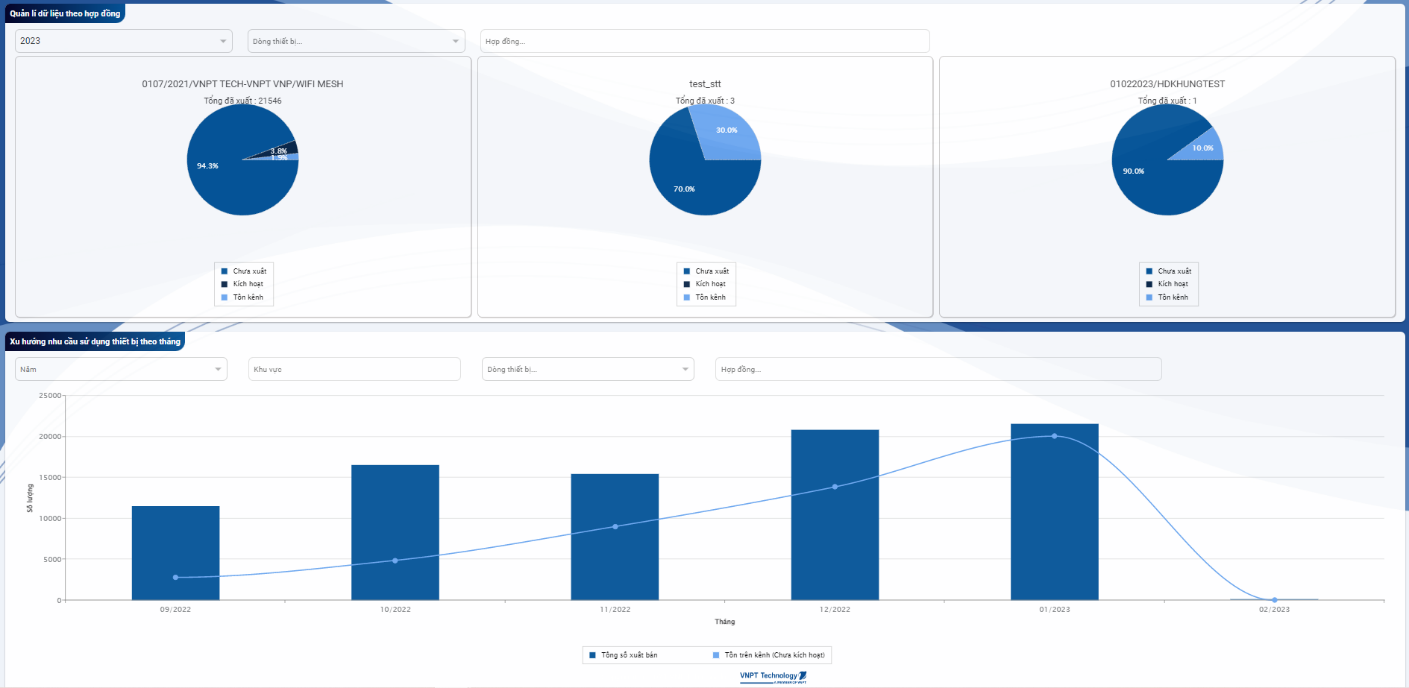 Quản lí dữ liệu theo hợp đồng
2023
Dòng thiết bị...
Hợp đồng...
0107/2021/VNPT TECH-VNPT VNP/WIFI MESH
Tổng đã xuất : 21546
94.3%
3.8%
1.9%
Chưa xuất
Kích hoạt
Tồn kênh
test_stt
Tổng đã xuất : 3
30.0%
70.0%
Chưa xuất
Kích hoạt
Tồn kênh
01022023/HDKHUNGTEST
Tổng đã xuất : 1
10.0%
90.0%
Chưa xuất
Kích hoạt
Tồn kênh
Xu hướng nhu cầu sử dụng thiết bị theo tháng
Năm
Khu vực
Dòng thiết bị...
Hợp đồng...
Số lượng
25000
20000
15000
10000
5000
0
09/2022
10/2022
11/2022
12/2022
01/2023
02/2023
Tháng
Tổng số xuất bán
Tồn trên kênh (Chưa kích hoạt)
VNPT Technology